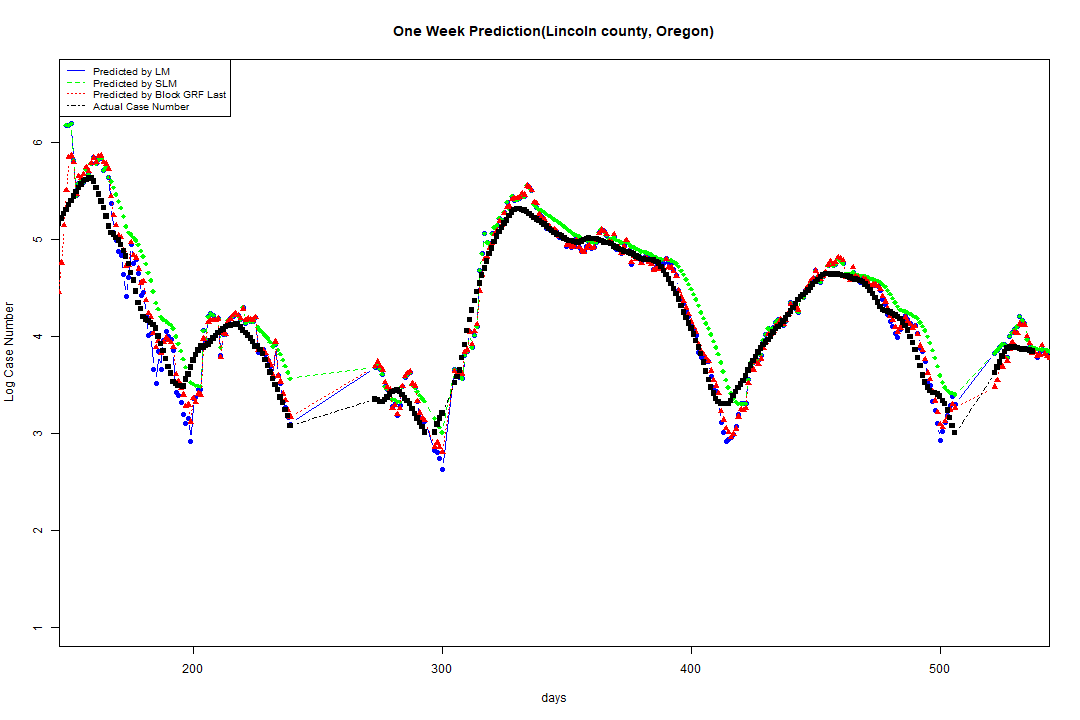 One Week Prediction(Lincoln county, Oregon)
Predicted by LM
Predicted by SLM
Predicted by Block GRF Last
Actual Case Number
Log Case Number
6
5
4
3
2
1
200 300 400 500
days